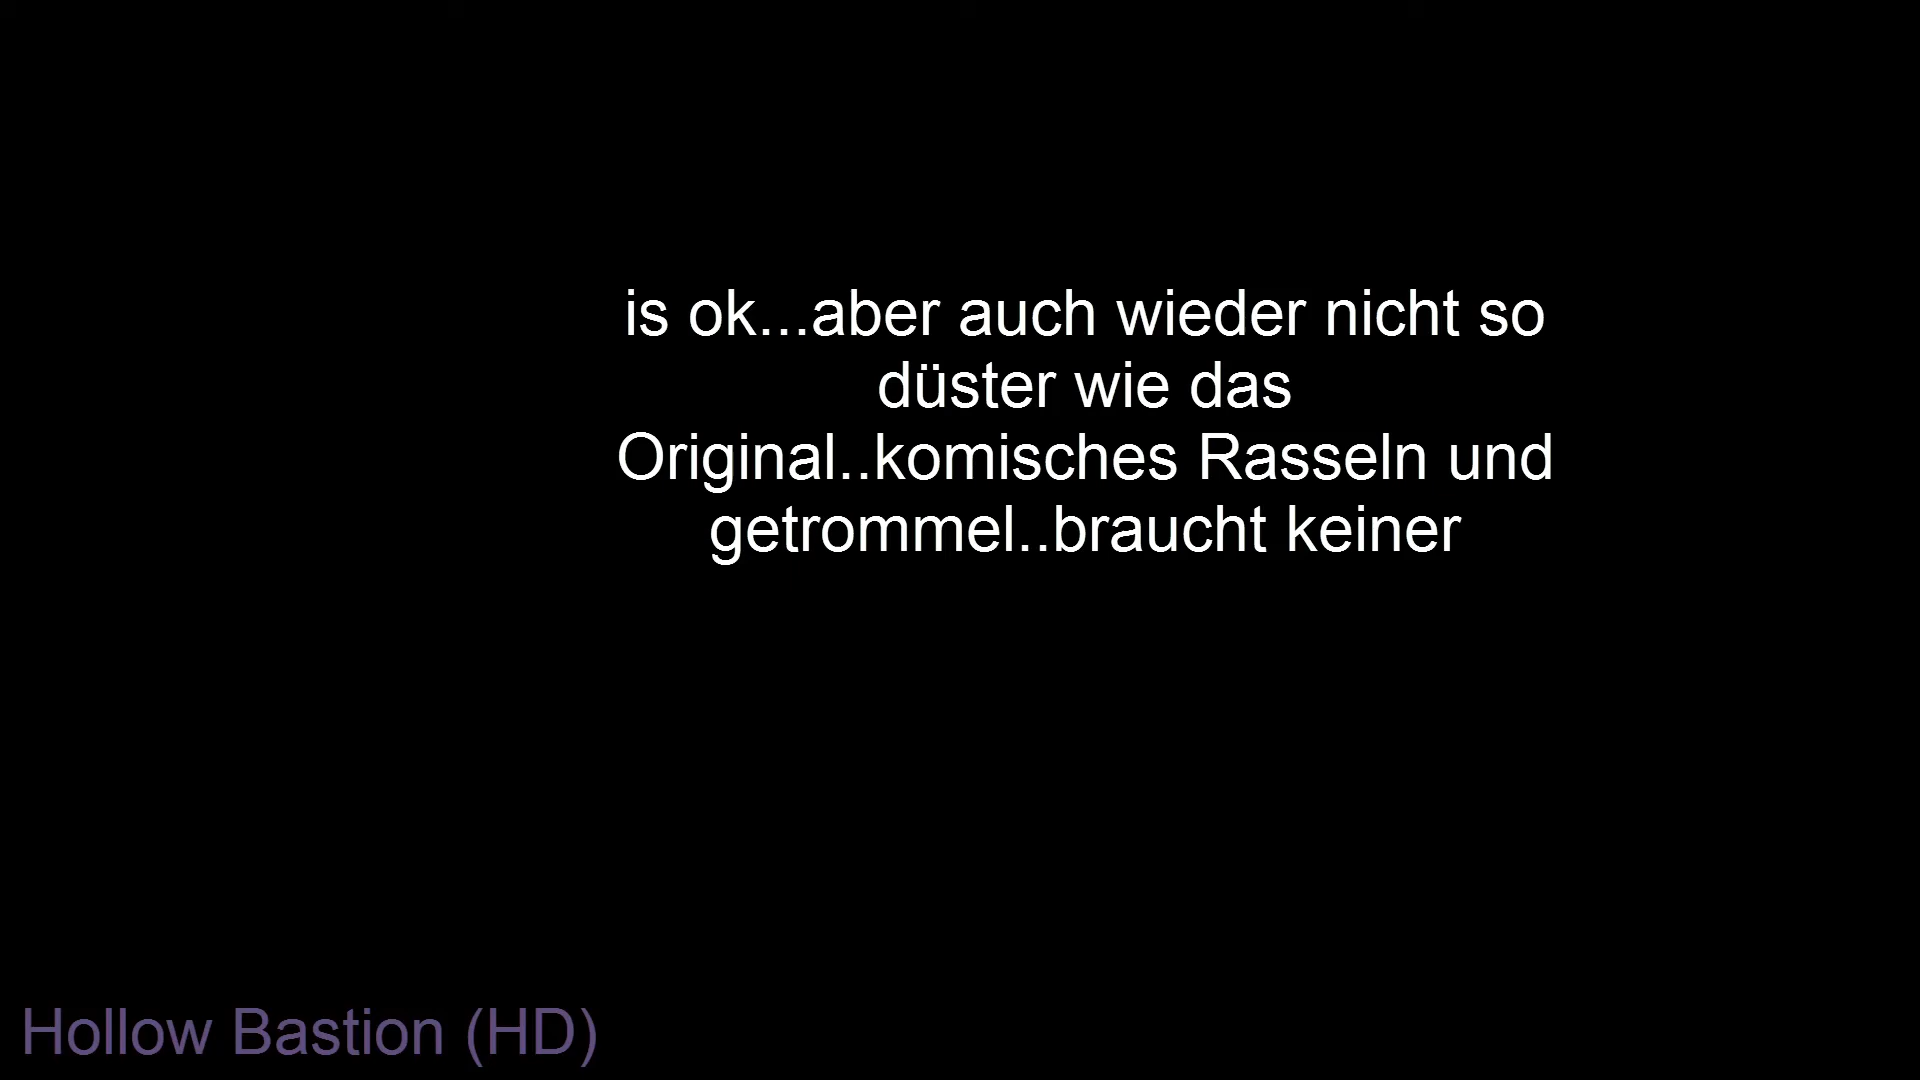 is ok...aber auch wieder nicht so
düster wie das
Original..komisches Rasseln und
getrommel..braucht keiner
Hollow Bastion (HD)